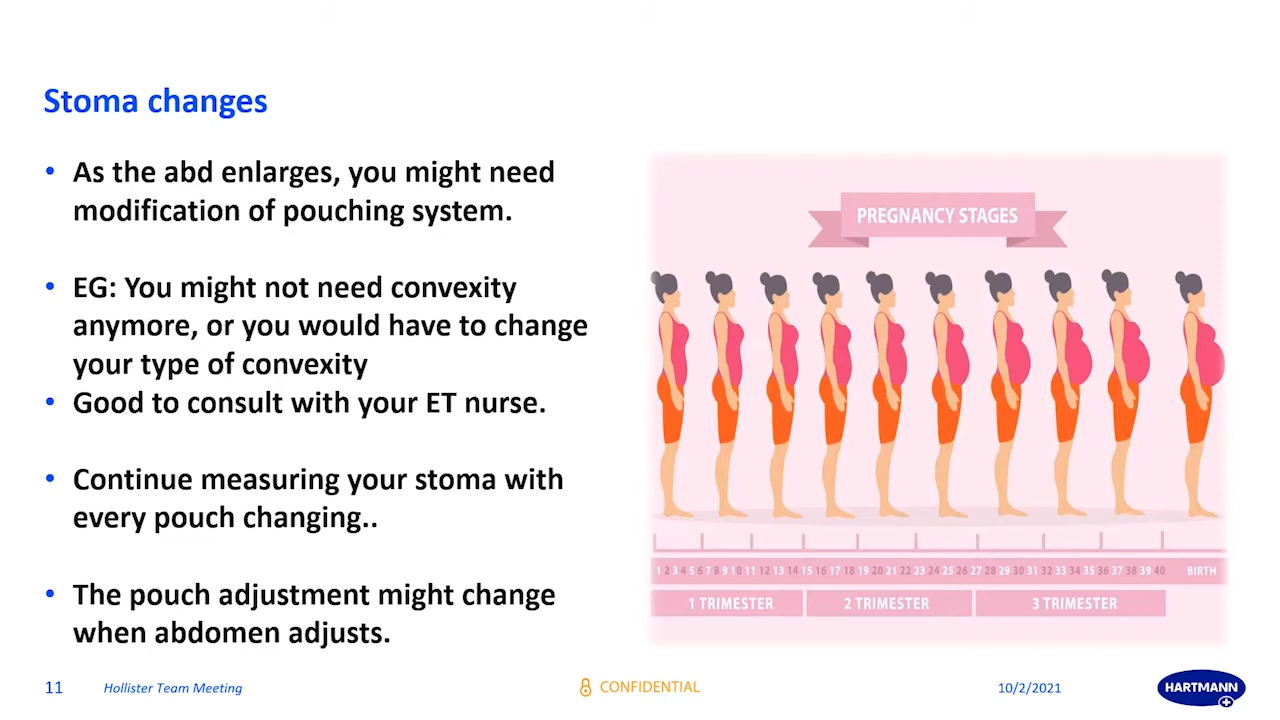 Stoma changes
• As the abd enlarges, you might need
modification of pouching system.
• EG: You might not need convexity
anymore, or you would have to change
your type of convexity
• Good to consult with your ET nurse.
• Continue measuring your stoma with
every pouch changing..
• The pouch adjustment might change
when abdomen adjusts.
PREGNANCY STAGES
1 2 3 4 5 6 7 8 9 10 11 12 13 14 15 16 17 18 19 20 21 22 23 24 25 26 27 28 29 30 31 32 33 34 35 36 37 38 39 40 BIRTH
1 TRIMESTER 2 TRIMESTER 3 TRIMESTER
11 Hollister Team Meeting CONFIDENTIAL 10/2/2021 HARTMANN